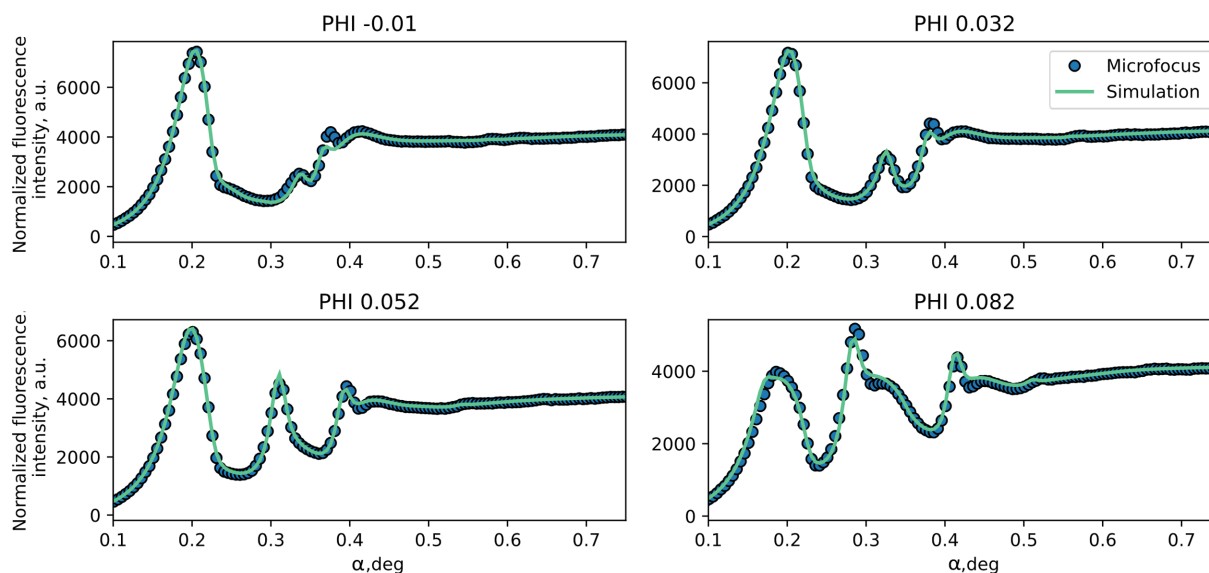 PHI -0.01
PHI 0.032
Normalized fluorescence
intensity, a.u.
6000
4000
2000
0
0.1 0.2 0.3 0.4 0.5 0.6 0.7
6000
4000
2000
0
0.1 0.2 0.3 0.4 0.5 0.6 0.7
Microfocus
Simulation
PHI 0.052
PHI 0.082
Normalized fluorescence.
intensity, a.u.
6000
4000
2000
0
0.1 0.2 0.3 0.4 0.5 0.6 0.7
α,deg
4000
2000
0
0.1 0.2 0.3 0.4 0.5 0.6 0.7
α,deg